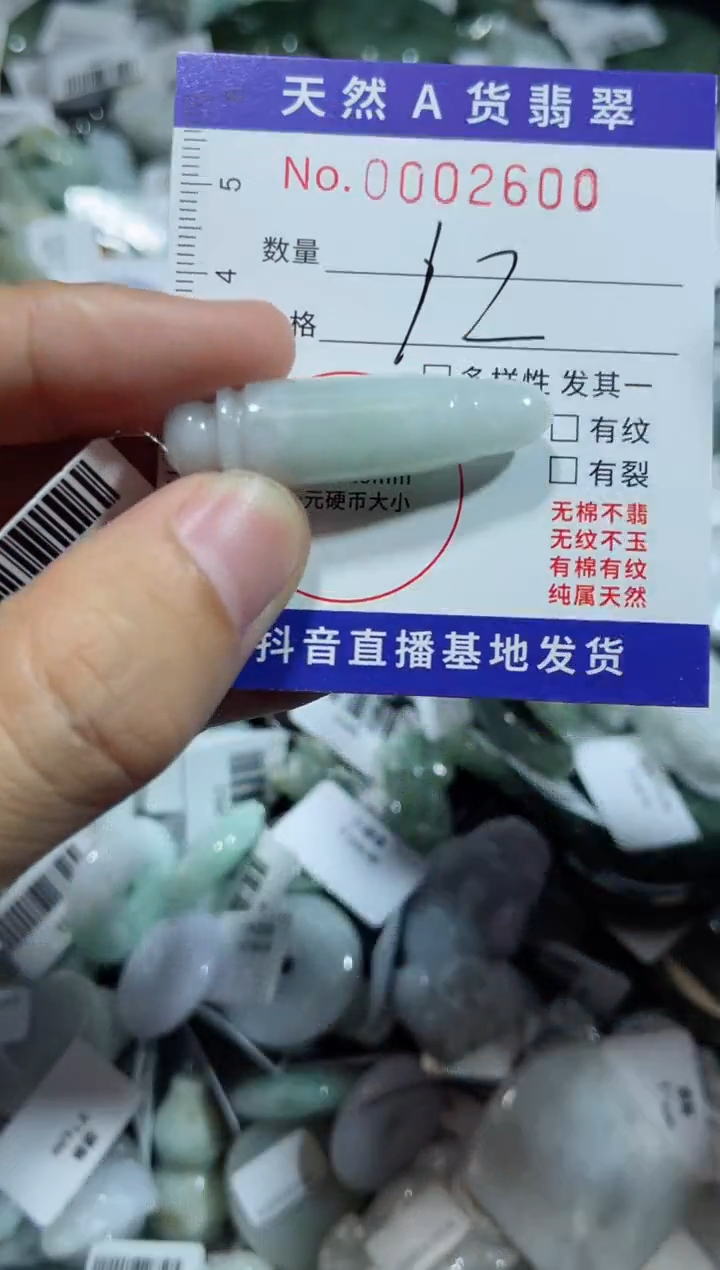 天然A货翡翠
No.0002600
5
数量
4
12
格
多样性 发其一
有纹
有裂
元硬币大小
无棉不翡
无纹不玉
有棉有纹
纯属天然
抖音直播基地发货